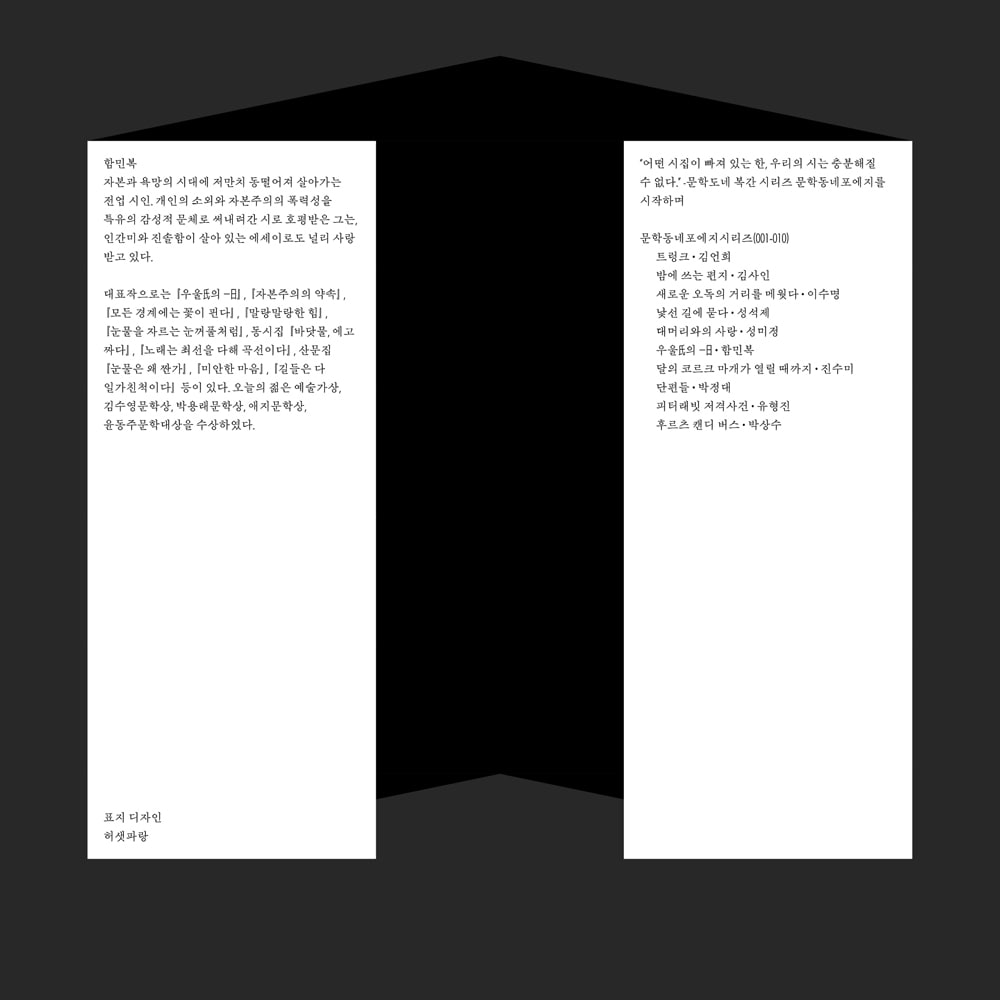 함민복
자본과 욕망의 시대에 저만치 동떨어져 살아가는
전업 시인. 개인의 소외와 자본주의의 폭력성을
특유의 감성적 문체로 써내려간 시로 호평받은 그는,
인간미와 진솔함이 살아 있는 에세이로도 널리 사랑
받고 있다.
대표작으로는 『우울氏의 一日』, 『자본주의의 약속』,
『모든 경계에는 꽃이 핀다』, 『말랑말랑한 힘』,
『눈물을 자르는 눈꺼풀처럼』, 동시집 『바닷물, 에고
짜다』, 『노래는 최선을 다해 곡선이다』, 산문집
『눈물은 왜 짠가』, 『미안한 마음』, 『길들은 다
일가친척이다』 등이 있다. 오늘의 젊은 예술가상,
김수영문학상, 박용래문학상, 애지문학상,
윤동주문학대상을 수상하였다.
표지 디자인
허샛파랑
"어떤 시집이 빠져 있는 한, 우리의 시는 충분해질
수 없다." -문학도네 복간 시리즈 문학동네포에지를
시작하며
문학동네포에지시리즈(001-010)
트렁크•김언희
밤에 쓰는 편지•김사인
새로운 오독의 거리를 메웠다•이수명
낯선 길에 묻다•성석제
대머리와의 사랑•성미정
우울氏의 一日•함민복
달의 코르크 마개가 열릴 때까지•진수미
단편들•박정대
피터래빗 저격사건•유형진
후르츠 캔디 버스•박상수